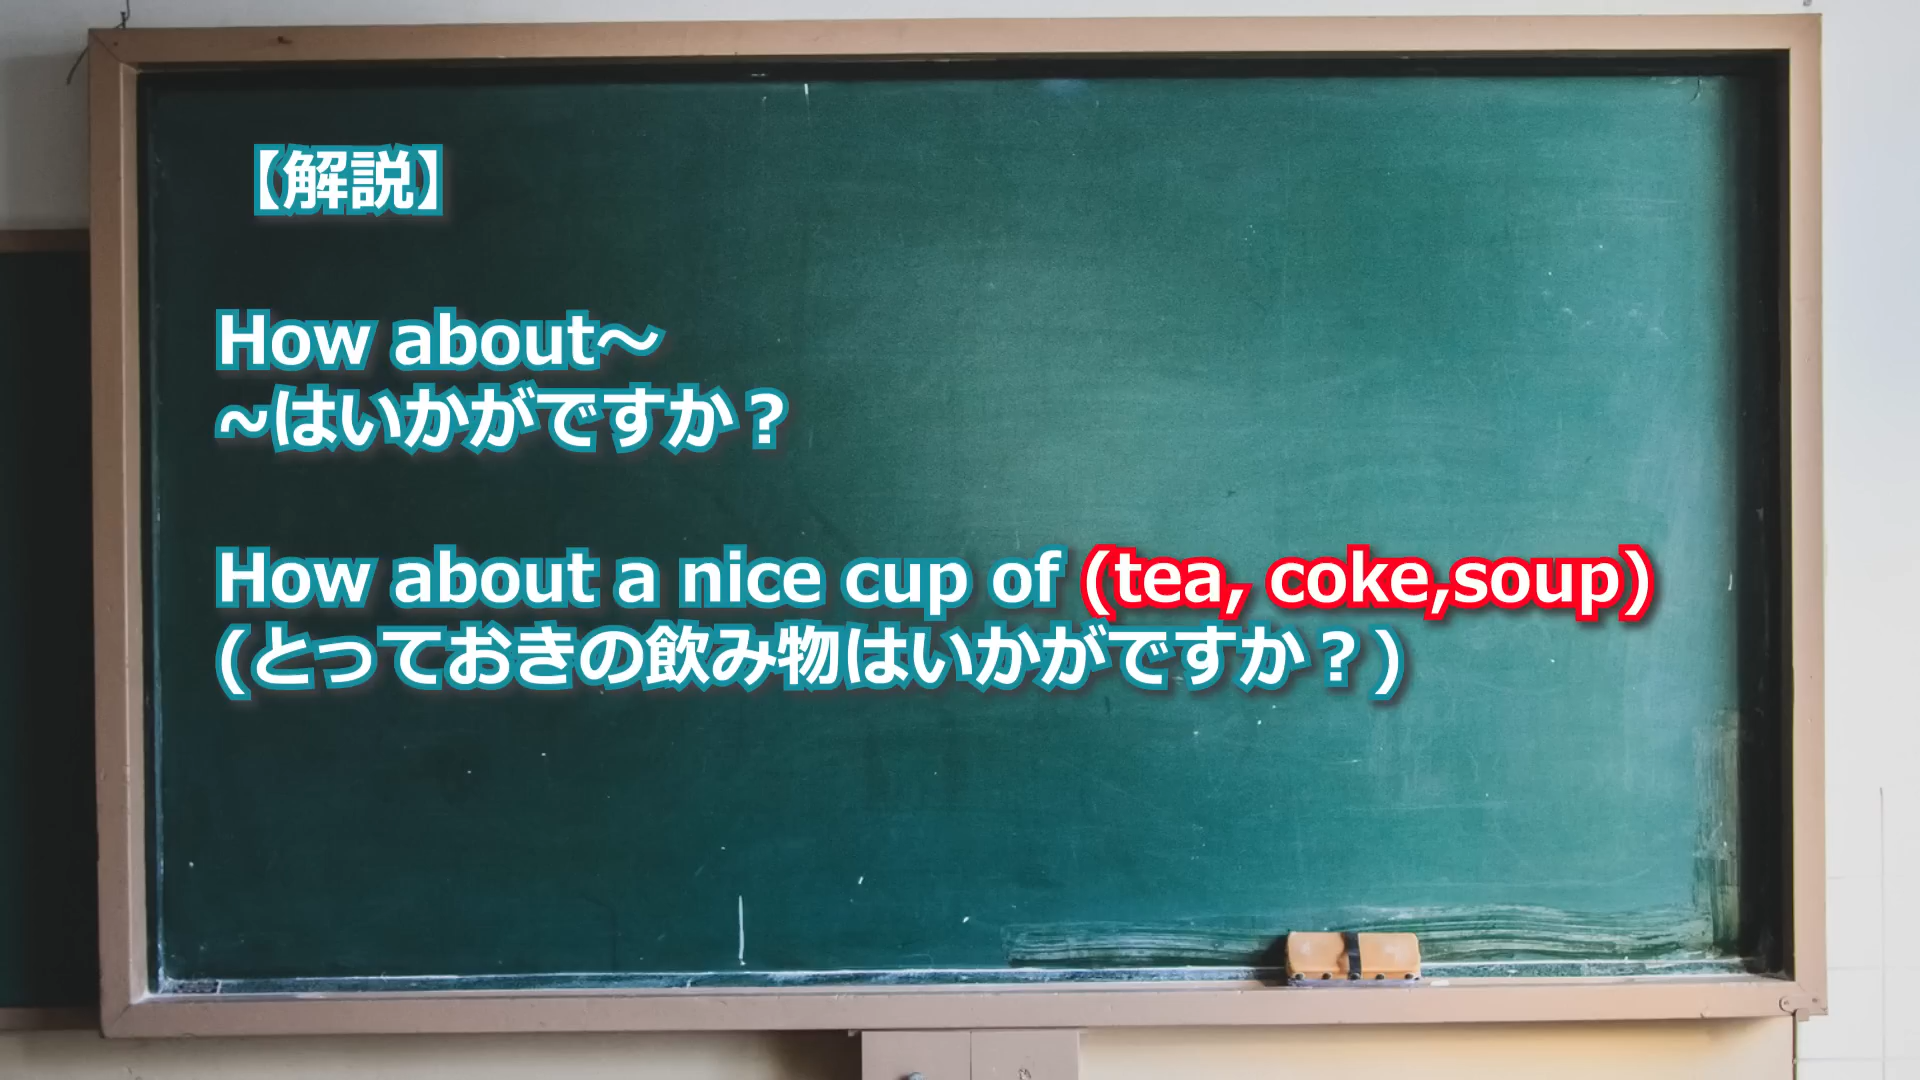 【解説】
How about～
~はいかがですか？
How about a nice cup of (tea, coke,soup)
(とっておきの飲み物はいかがですか？)